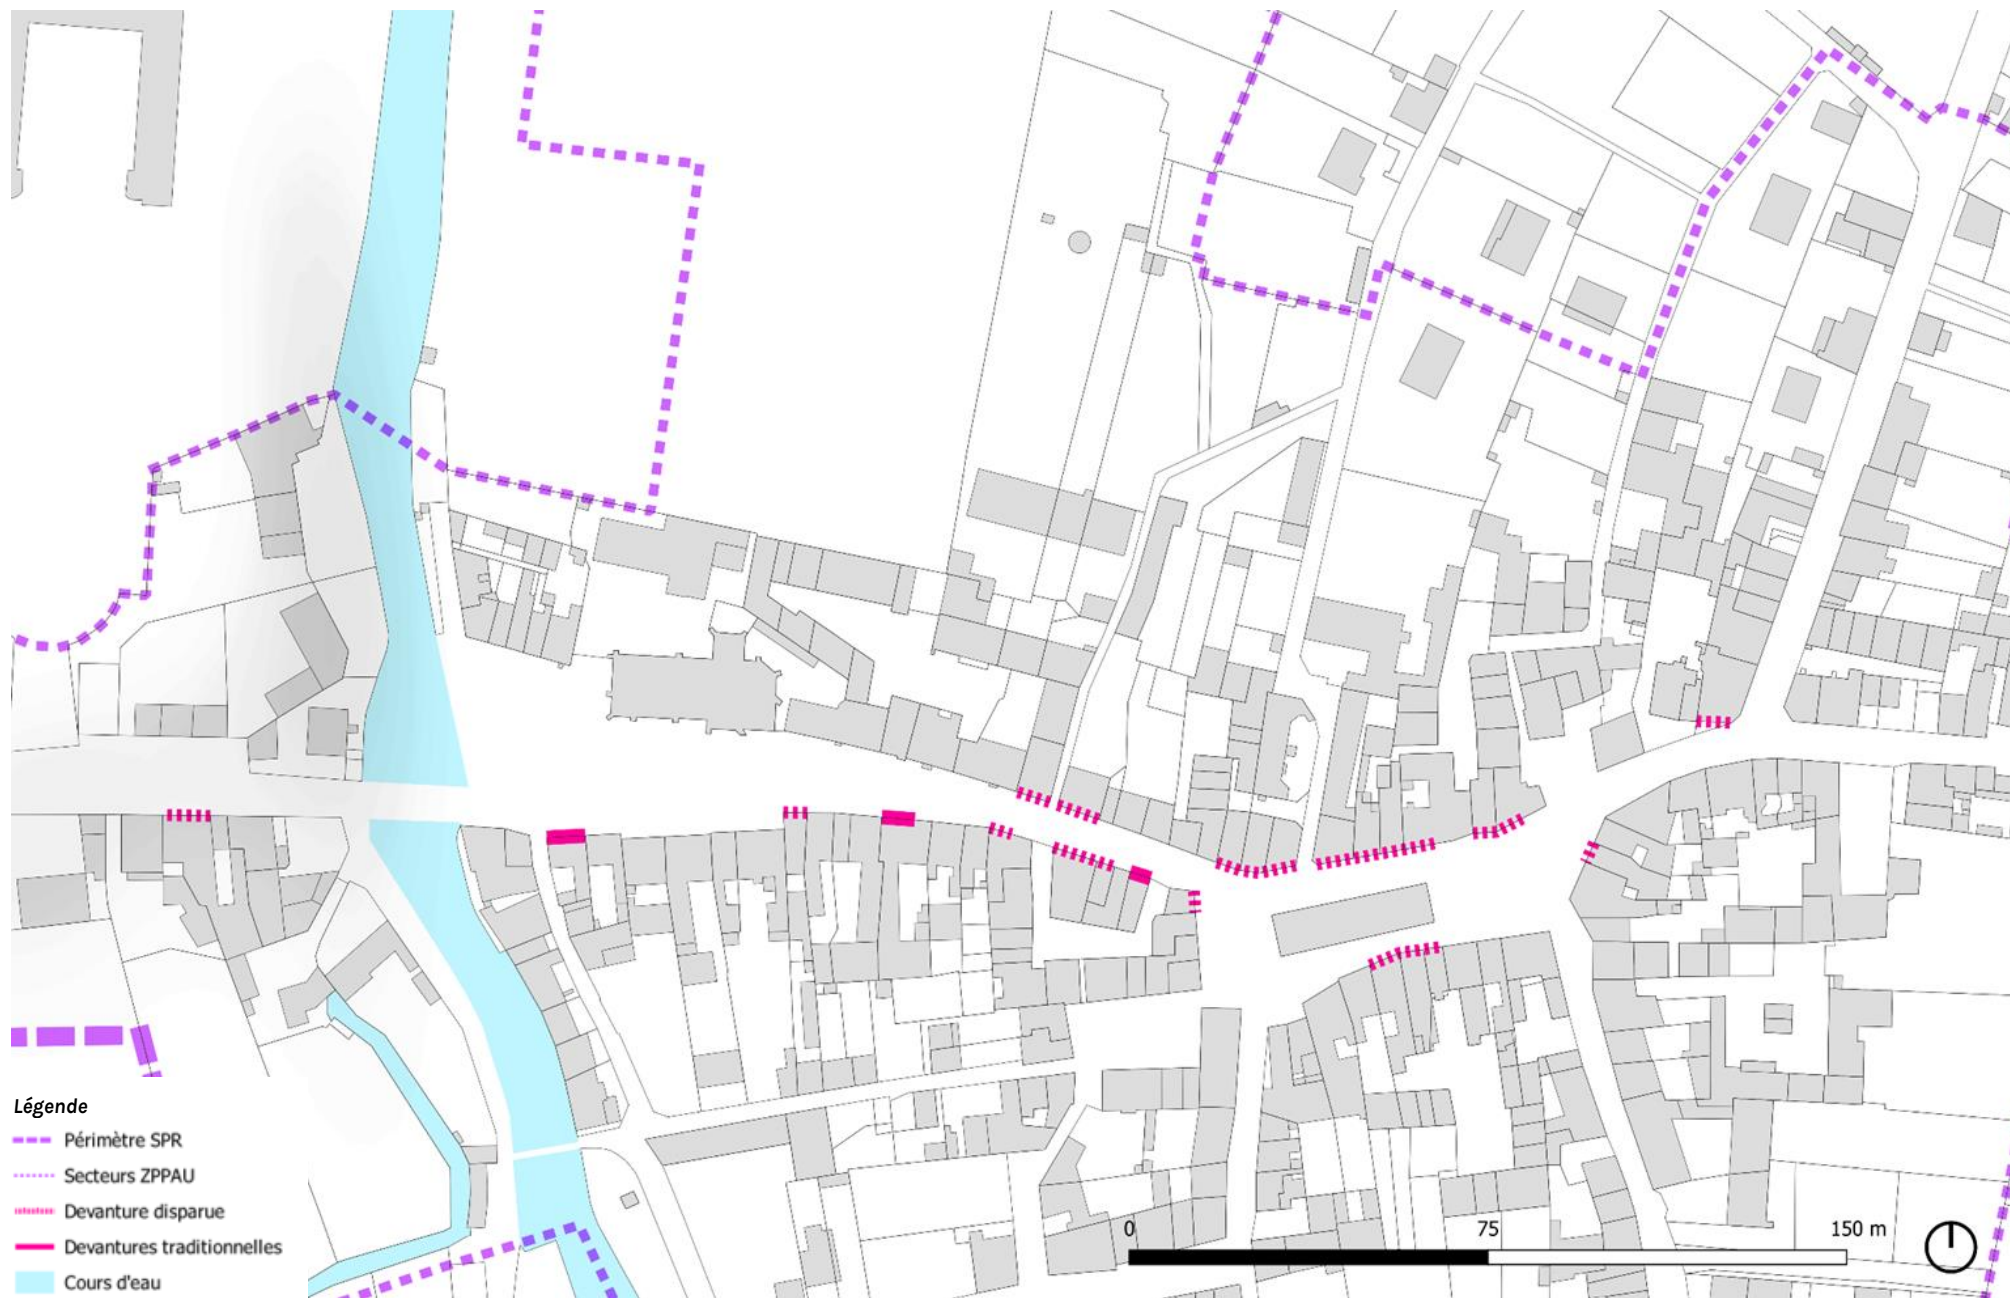 Légende
Périmètre SPR
Secteurs ZPPAU
Devanture disparue
Devantures traditionnelles
Cours d'eau
0 75 150 m